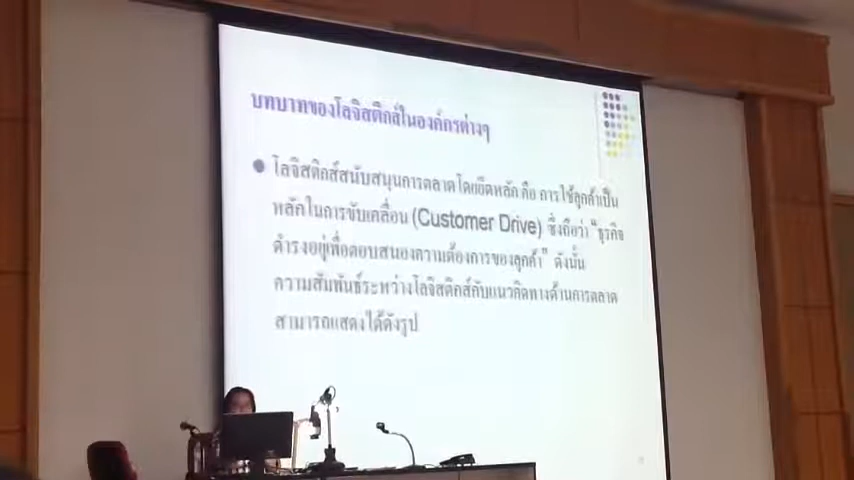 บทบาทของโลจิสติกส์ในองค์กรต่างๆ
โลจิสติกส์สนับสนุนการตลาดโดยยึดหลัก คือ การใช้ลูกค้าเป็น
หลักในการขับเคลื่อน (Customer Drive) ซึ่งถือว่า "ธุรกิจ
ดำรงอยู่เพื่อตอบสนองความต้องการของลูกค้า" ดังนั้น
ความสัมพันธ์ระหว่างโลจิสติกส์กับแนวคิดทางด้านการตลาด
สามารถแสดงได้ดังรูป